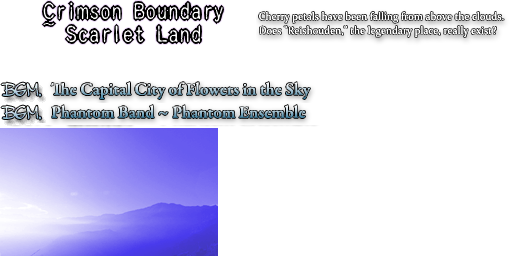 Crimson Boundary
~ Scarlet Land
Cherry petals have been falling from above the clouds.
Does "Retshouden," the legendary place, really exist?
BGM. The Capital City of Flowers in the Sky
BGM. Phantom Band ~ Phantom Ensemble